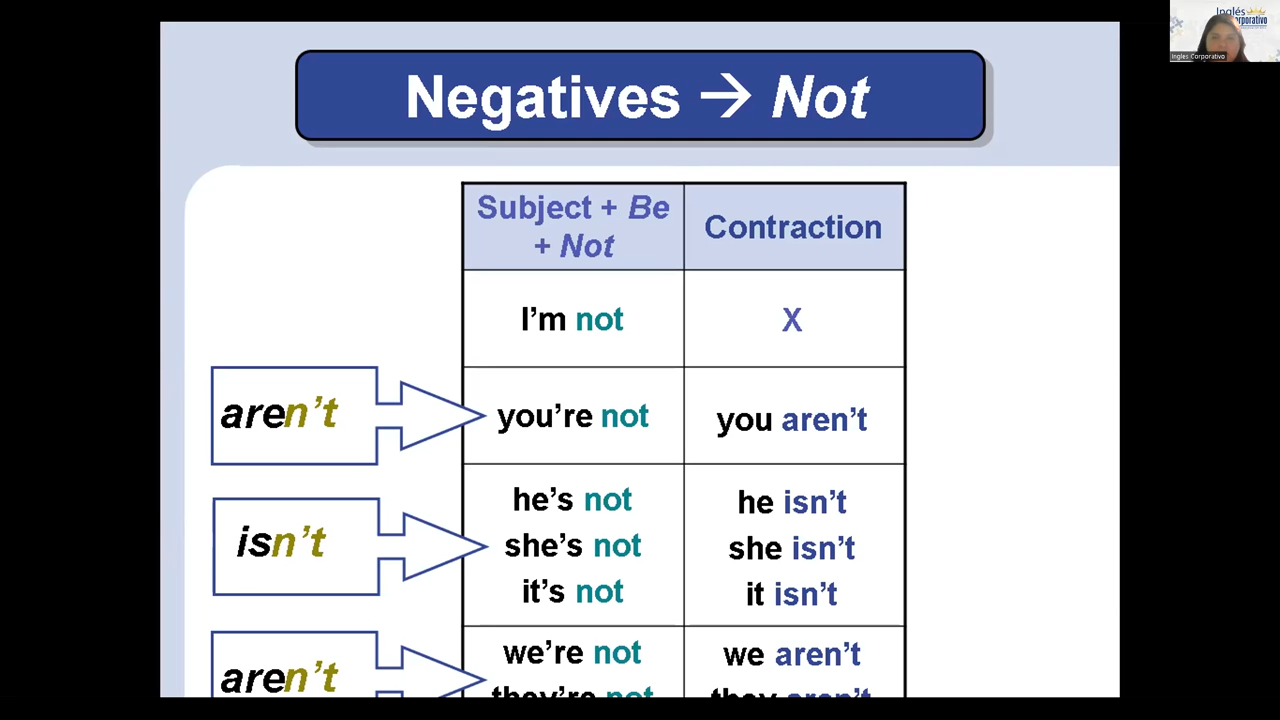 Inglés
Corporativo
Ingles Corporativo
Negatives → Not
Subject + Be
+ Not
Contraction
I'm not
X
aren't
you're not
you aren't
isn't
he's not
she's not
it's not
he isn't
she isn't
it isn't
aren't
we're not
they're not
we aren't
they aren't